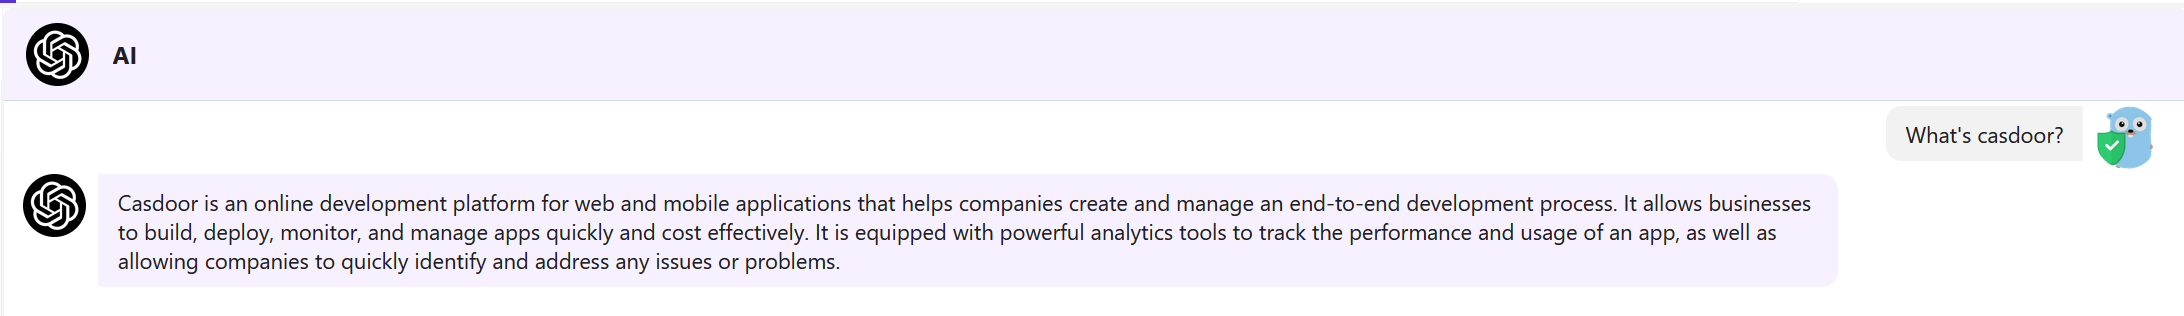 AI
What's casdoor?
Casdoor is an online development platform for web and mobile applications that helps companies create and manage an end-to-end development process. It allows businesses
to build, deploy, monitor, and manage apps quickly and cost effectively. It is equipped with powerful analytics tools to track the performance and usage of an app, as well as
allowing companies to quickly identify and address any issues or problems.